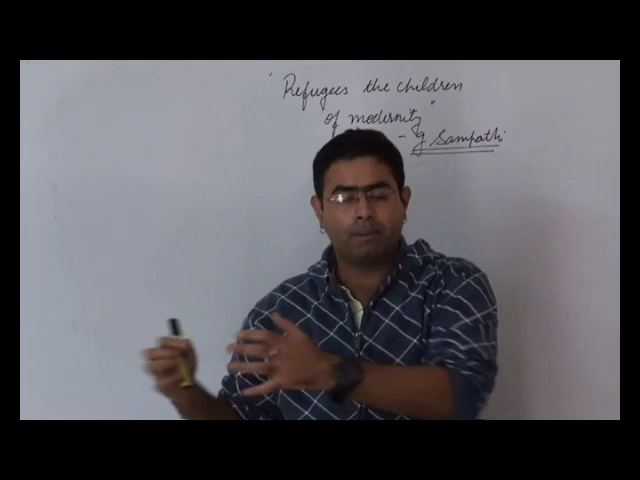 "Refugees the children
of modernity"
- g Sampath